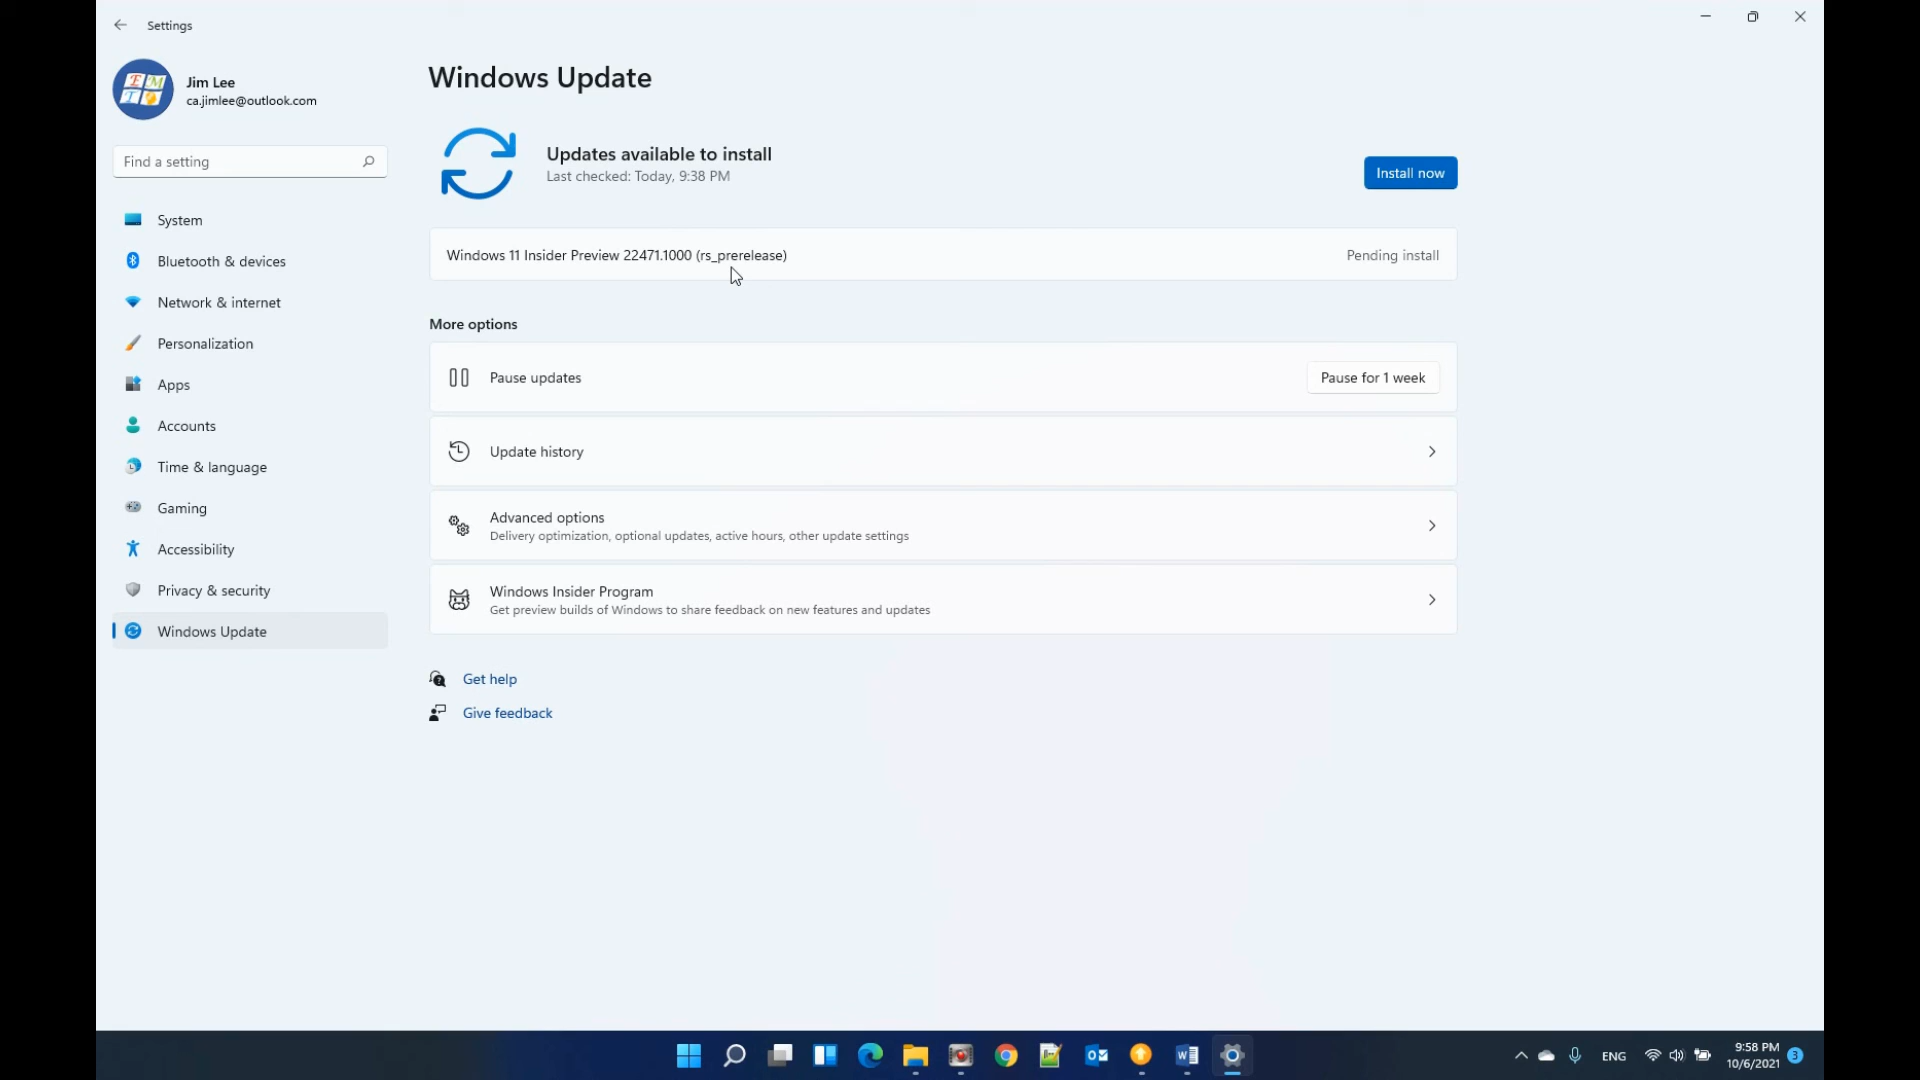 Settings
Jim Lee
ca.jimlee@outlook.com
Find a setting
System
Bluetooth & devices
Network & internet
Personalization
Apps
Accounts
Time & language
Gaming
Accessibility
Privacy & security
Windows Update
Windows Update
Updates available to install
Last checked: Today, 9:38 PM
Install now
Windows 11 Insider Preview 22471.1000 (rs_prerelease)
Pending install
More options
Pause updates
Pause for 1 week
Update history
Advanced options
Delivery optimization, optional updates, active hours, other update settings
Windows Insider Program
Get preview builds of Windows to share feedback on new features and updates
Get help
Give feedback
ENG
9:58 PM
10/6/2021
3